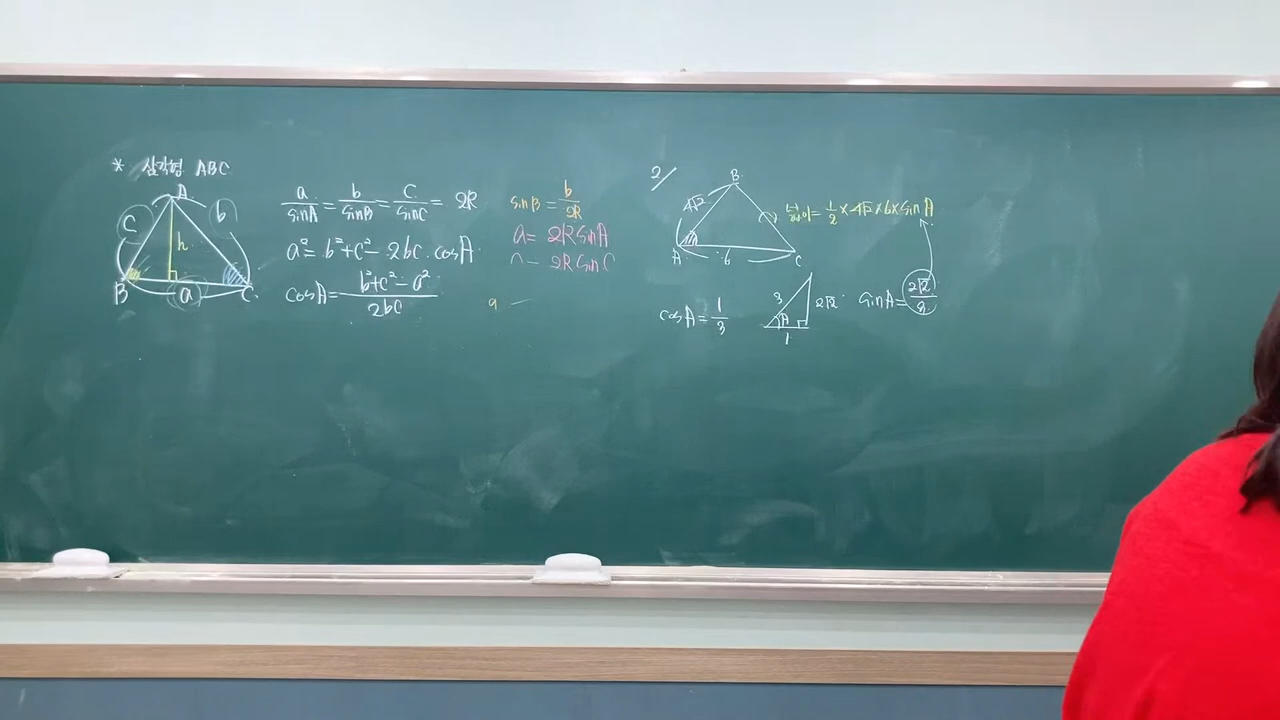 * 삼각형 ABC
A
c
b
h
B
a
C
a/sinA = b/sinB = c/sinC = 2R
a² = b² + c² - 2bc · cosA
cosA = b² + c² - a² / 2bc
sinB = b/2R
a = 2R sinA
a
2/
B
4√2
A
6
C
넓이 = 1/2 × 4√2 × 6 × sinA
cosA = 1/3
3
2√2
A
1
sinA = 2√2/3